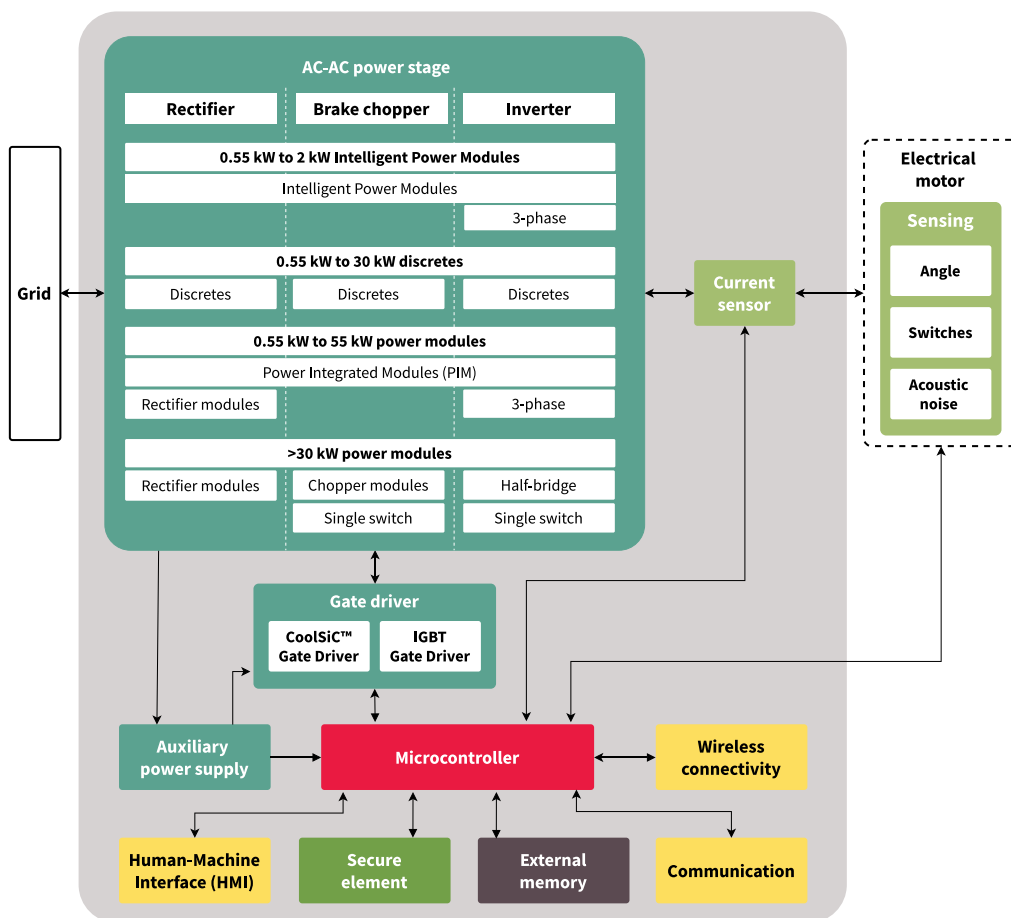 AC-AC power stage
Rectifier
Brake chopper
Inverter
0.55 kW to 2 kW Intelligent Power Modules
Intelligent Power Modules
3-phase
0.55 kW to 30 kW discretes
Discretes
Discretes
Discretes
0.55 kW to 55 kW power modules
Power Integrated Modules (PIM)
Rectifier modules
3-phase
>30 kW power modules
Rectifier modules
Chopper modules
Half-bridge
Single switch
Single switch
Grid
Current
sensor
Electrical
motor
Sensing
Angle
Switches
Acoustic
noise
Gate driver
CoolSiC™
Gate Driver
IGBT
Gate Driver
Auxiliary
power supply
Microcontroller
Wireless
connectivity
Human-Machine
Interface (HMI)
Secure
element
External
memory
Communication